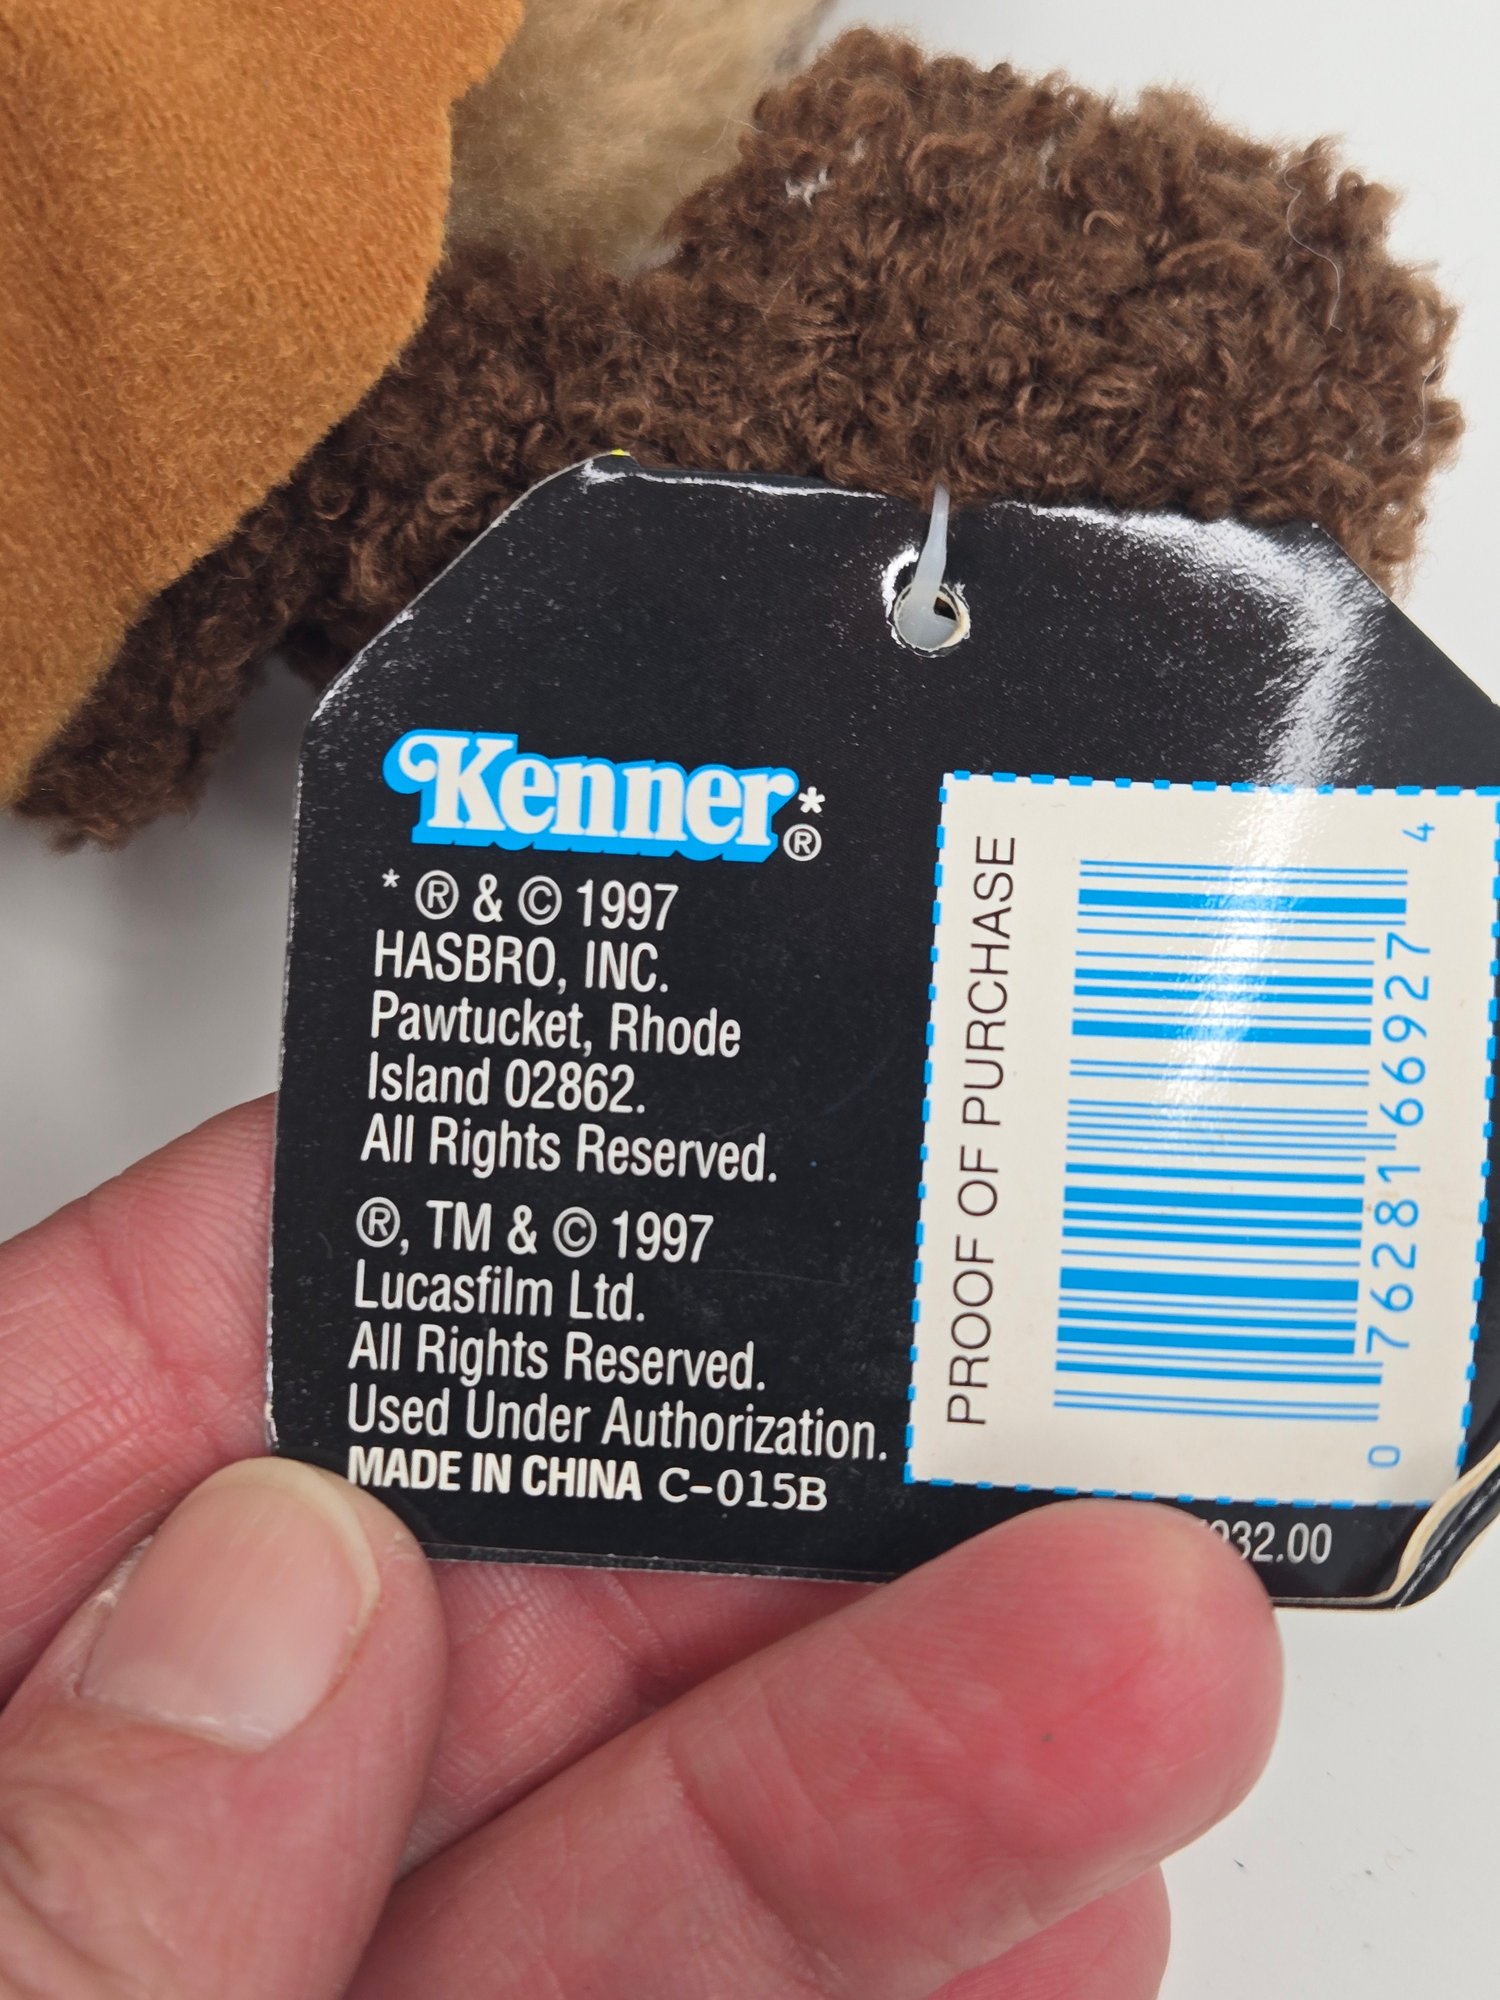 Kenner*®
* ® & © 1997
HASBRO, INC.
Pawtucket, Rhode
Island 02862.
All Rights Reserved.
®, TM & © 1997
Lucasfilm Ltd.
All Rights Reserved.
Used Under Authorization.
MADE IN CHINA C-015B
PROOF OF PURCHASE
0 76281 66927 4